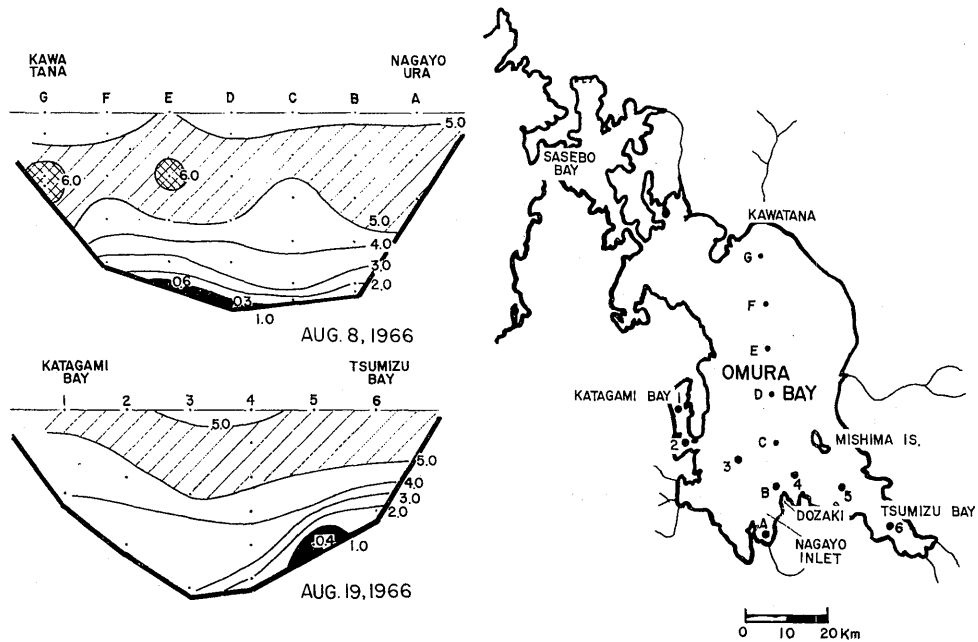 KAWA
TANA
NAGAYO
URA
G F E D C B A
5.0
6.0
6.0
5.0
4.0
3.0
2.0
0.6
0.3
1.0
AUG. 8, 1966
KATAGAMI
BAY
TSUMIZU
BAY
1 2 3 4 5 6
5.0
5.0
4.0
3.0
2.0
0.4
1.0
AUG. 19, 1966
SASEBO
BAY
KAWATANA
G
F
E
OMURA
D
BAY
KATAGAMI BAY
1
2
C
MISHIMA IS.
3
4
B
5
DOZAKI
TSUMIZU BAY
6
A
NAGAYO
INLET
0 10 20 Km